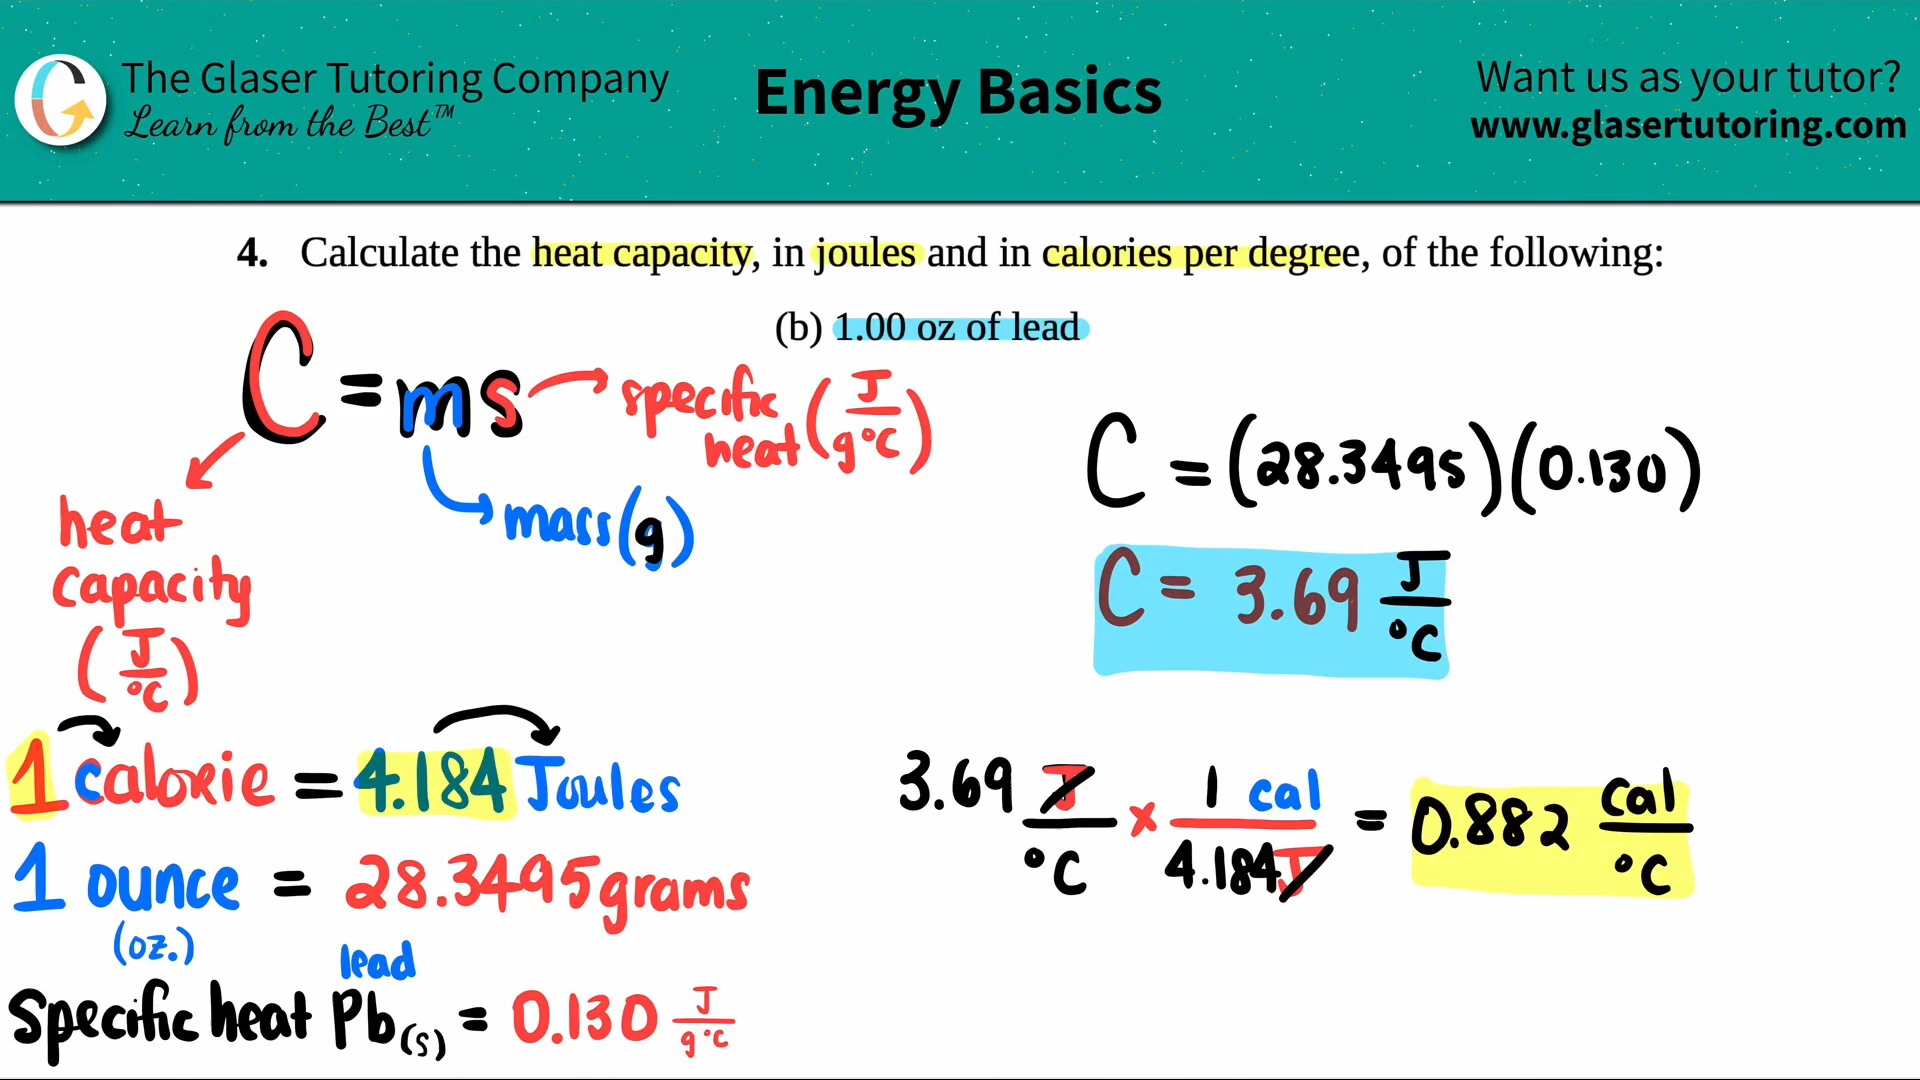 The Glaser Tutoring Company
Learn from the Best™
Energy Basics
Want us as your tutor?
www.glasertutoring.com
4. Calculate the heat capacity, in joules and in calories per degree, of the following:
(b) 1.00 oz of lead
C = ms
specific heat (J/g°C)
mass (g)
heat capacity (J/°C)
C = (28.3495)(0.130)
C = 3.69 J/°C
1 calorie = 4.184 Joules
3.69 J/°C x 1 cal/4.184J = 0.882 cal/°C
1 ounce = 28.3495 grams
(oz.)
lead
Specific heat Pb(s) = 0.130 J/g°C